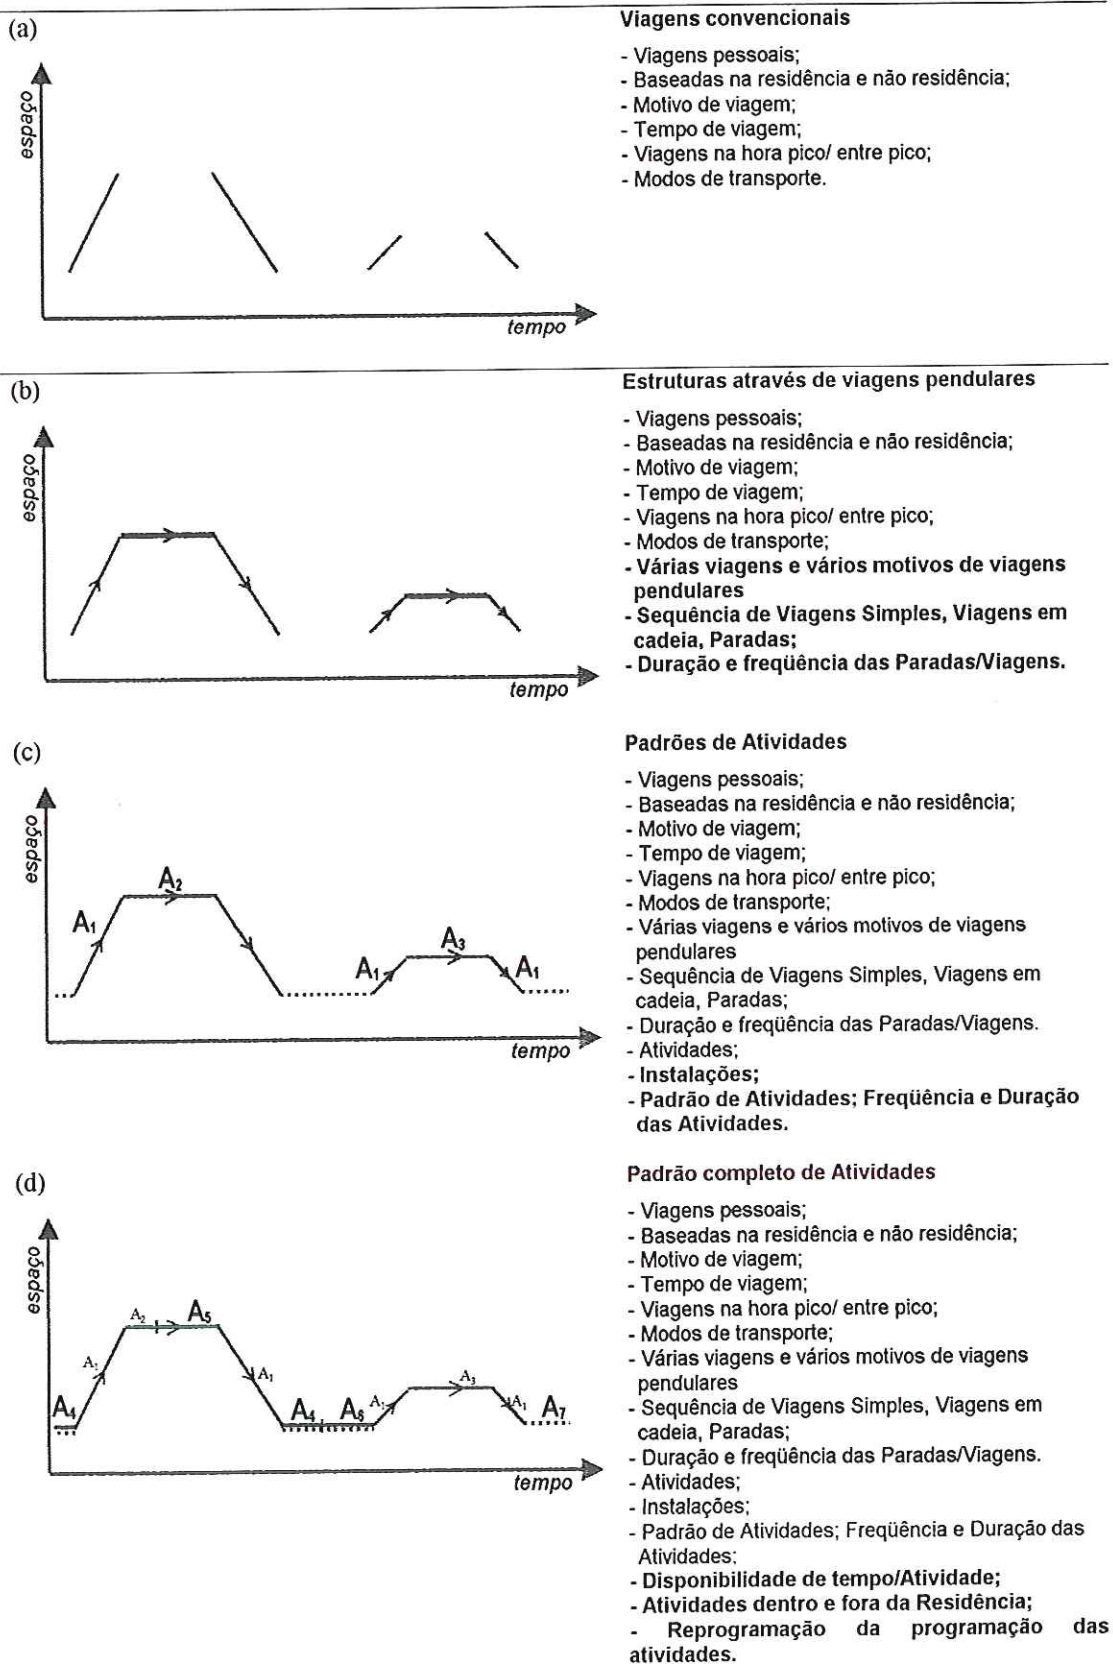 (a)
Viagens convencionais
- Viagens pessoais;
- Baseadas na residência e não residência;
- Motivo de viagem;
- Tempo de viagem;
- Viagens na hora pico/ entre pico;
- Modos de transporte.
espaço
tempo
(b)
Estruturas através de viagens pendulares
- Viagens pessoais;
- Baseadas na residência e não residência;
- Motivo de viagem;
- Tempo de viagem;
- Viagens na hora pico/ entre pico;
- Modos de transporte;
- Várias viagens e vários motivos de viagens
pendulares
- Sequência de Viagens Simples, Viagens em
cadeia, Paradas;
- Duração e freqüência das Paradas/Viagens.
espaço
tempo
(c)
Padrões de Atividades
- Viagens pessoais;
- Baseadas na residência e não residência;
- Motivo de viagem;
- Tempo de viagem;
- Viagens na hora pico/ entre pico;
- Modos de transporte;
- Várias viagens e vários motivos de viagens
pendulares
- Sequência de Viagens Simples, Viagens em
cadeia, Paradas;
- Duração e freqüência das Paradas/Viagens.
- Atividades;
- Instalações;
- Padrão de Atividades; Freqüência e Duração
das Atividades.
espaço
A1
A2
A1
A3
A1
tempo
(d)
Padrão completo de Atividades
- Viagens pessoais;
- Baseadas na residência e não residência;
- Motivo de viagem;
- Tempo de viagem;
- Viagens na hora pico/ entre pico;
- Modos de transporte;
- Várias viagens e vários motivos de viagens
pendulares
- Sequência de Viagens Simples, Viagens em
cadeia, Paradas;
- Duração e freqüência das Paradas/Viagens.
- Atividades;
- Instalações;
- Padrão de Atividades; Freqüência e Duração das
Atividades;
- Disponibilidade de tempo/Atividade;
- Atividades dentro e fora da Residência;
- Reprogramação da programação das
atividades.
espaço
A4
A1
A2
A5
A1
A4
A6
A1
A3
A1
A7
tempo